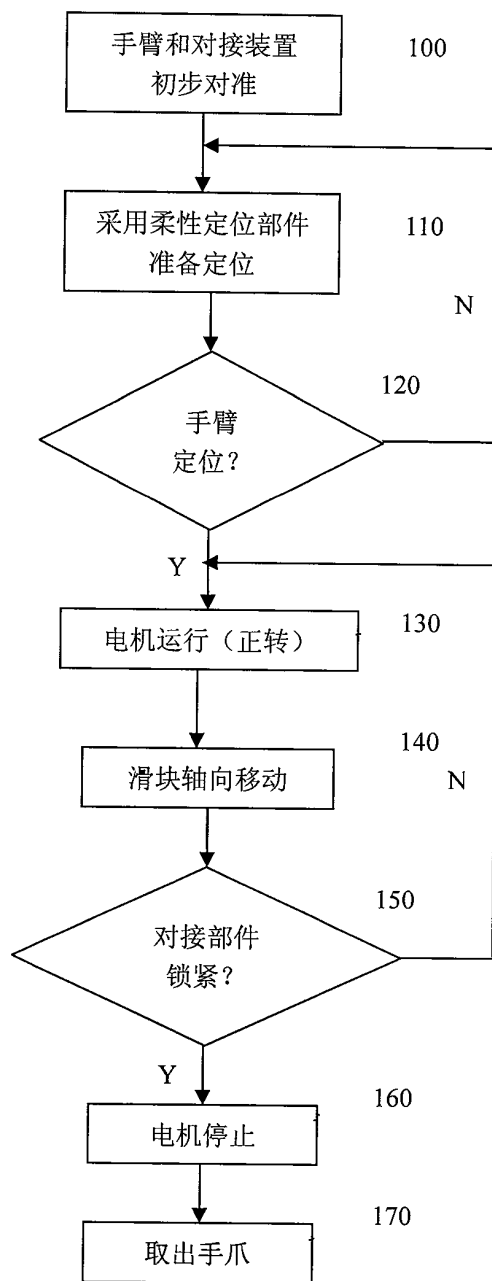 手臂和对接装置
初步对准
100
采用柔性定位部件
准备定位
110
N
120
手臂
定位？
Y
电机运行（正转）
130
140
滑块轴向移动
N
150
对接部件
锁紧？
Y
160
电机停止
170
取出手爪